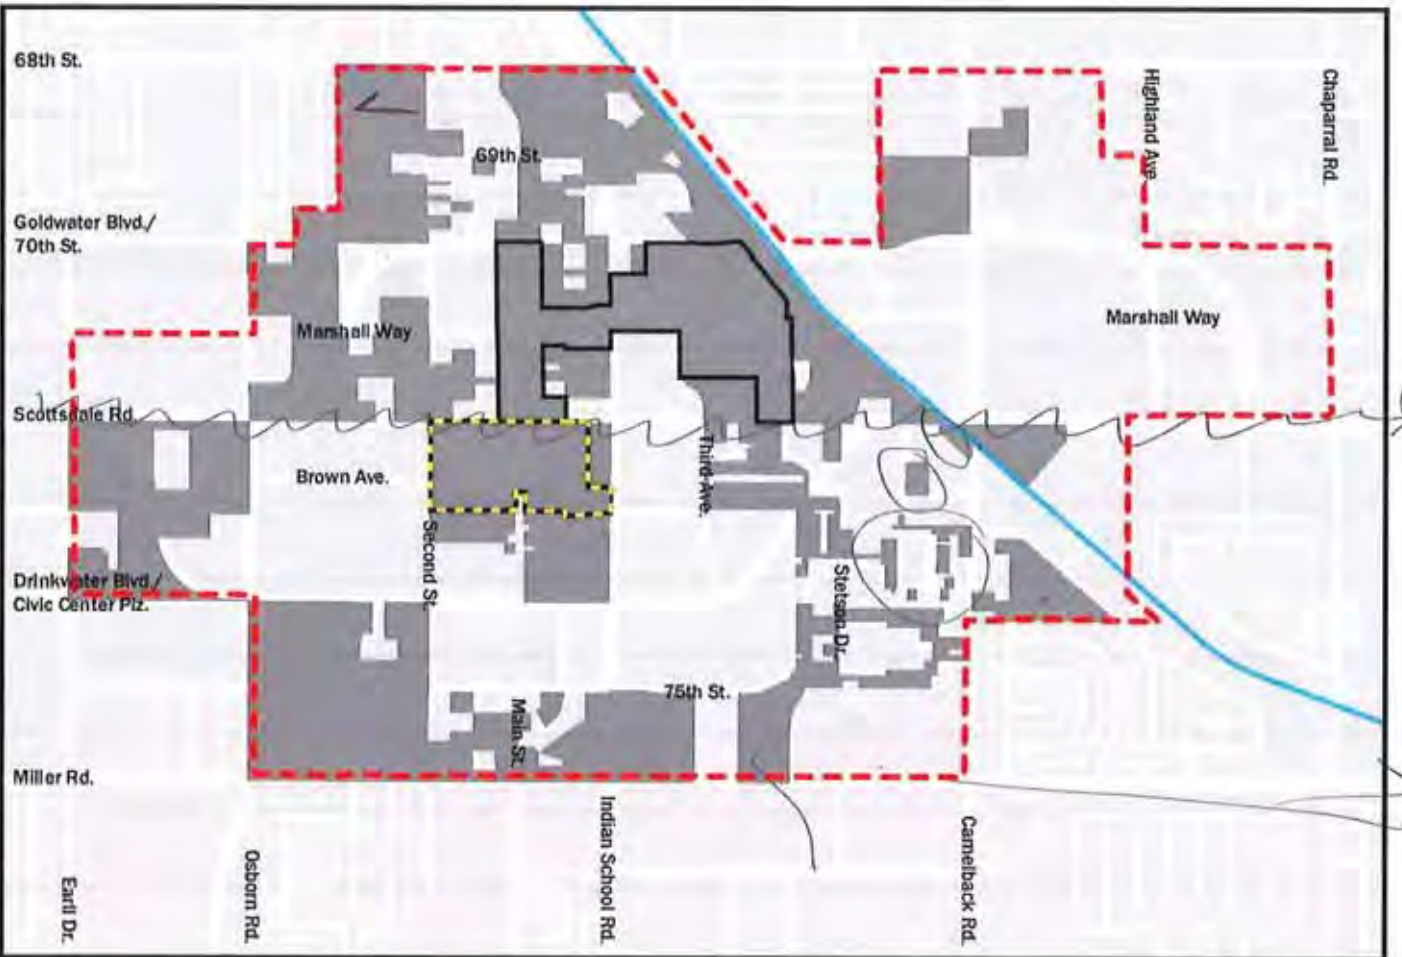 68th St.
Highland Ave.
Chaparral Rd.
69th St.
Goldwater Blvd./
70th St.
Marshall Way
Marshall Way
Scottsdale Rd.
Brown Ave.
Third Ave.
Second St.
Drinkwater Blvd./
Civic Center Plz.
Stetson Dr.
75th St.
Main St.
Miller Rd.
Indian School Rd.
Camelback Rd.
Osborn Rd.
Earll Dr.